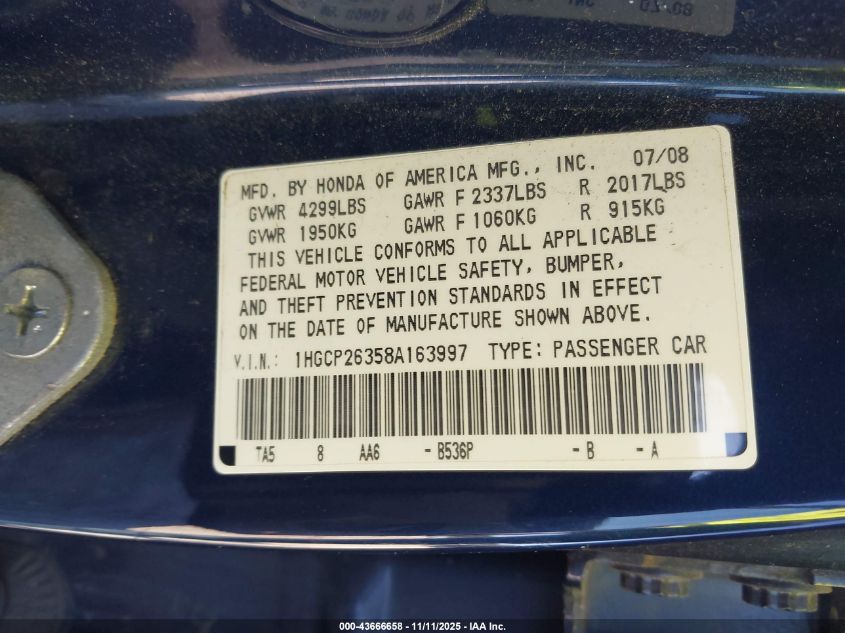 MFD. BY HONDA OF AMERICA MFG., INC. 07/08
GVWR 4299LBS GAWR F 2337LBS R 2017LBS
GVWR 1950KG GAWR F 1060KG R 915KG
THIS VEHICLE CONFORMS TO ALL APPLICABLE
FEDERAL MOTOR VEHICLE SAFETY, BUMPER,
AND THEFT PREVENTION STANDARDS IN EFFECT
ON THE DATE OF MANUFACTURE SHOWN ABOVE.
V.I.N.: 1HGCP26358A163997 TYPE: PASSENGER CAR
TA5 8 AA6 - B536P - B - A
000-43666658 - 11/11/2025 - IAA Inc.